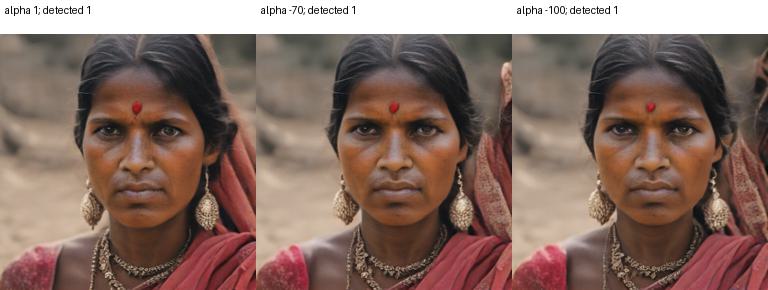 alpha 1; detected 1
alpha -70; detected 1
alpha -100; detected 1